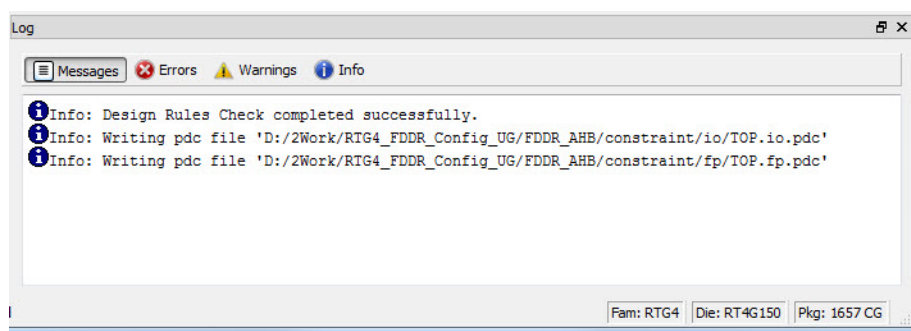 Log
Messages Errors Warnings Info
Info: Design Rules Check completed successfully.
Info: Writing pdc file 'D:/2Work/RTG4_FDDR_Config_UG/FDDR_AHB/constraint/io/TOP.io.pdc'
Info: Writing pdc file 'D:/2Work/RTG4_FDDR_Config_UG/FDDR_AHB/constraint/fp/TOP.fp.pdc'
Fam: RTG4 Die: RT4G150 Pkg: 1657 CG